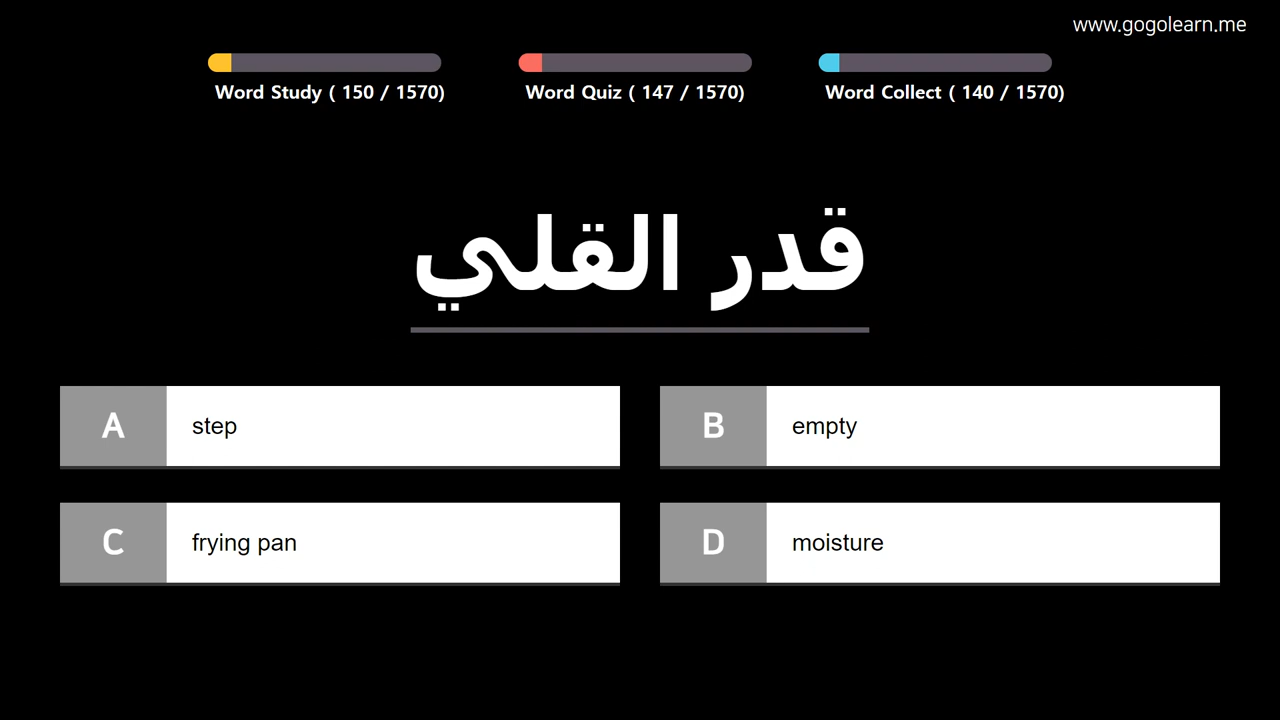 www.gogolearn.me
Word Study ( 150 / 1570)
Word Quiz ( 147 / 1570)
Word Collect ( 140 / 1570)
قدر القلي
A step
B empty
C frying pan
D moisture